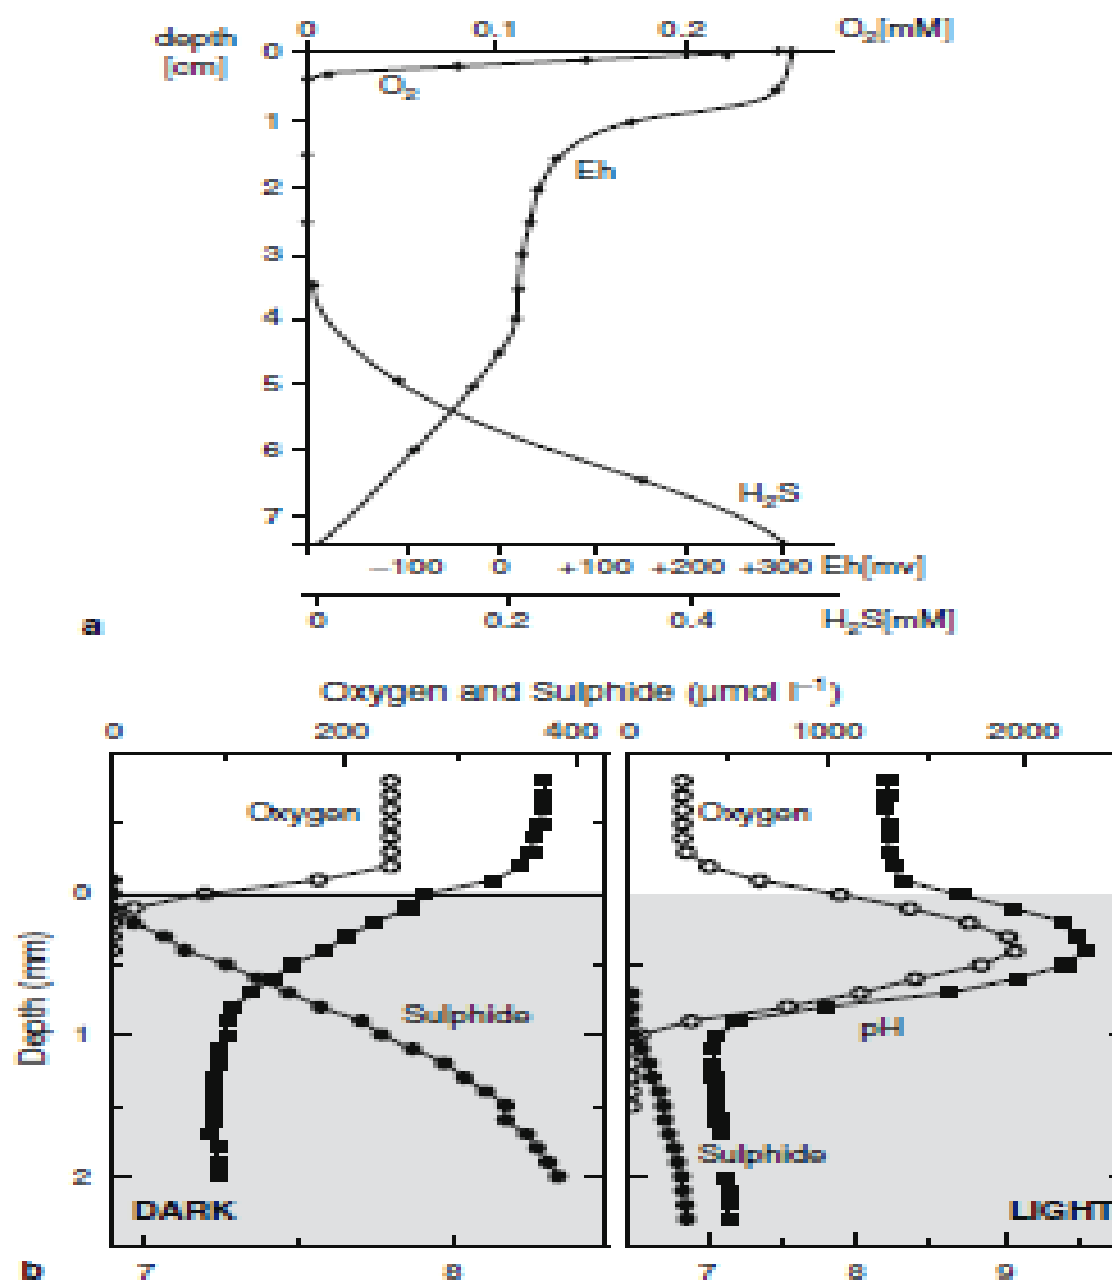 depth
[cm]
0 0.1 0.2 O₂[mM]
0
O₂
1
Eh
2
3
4
5
6
H₂S
7
−100 0 +100 +200 +300 Eh[mv]
0 0.2 0.4 H₂S[mM]
a
Oxygen and Sulphide (µmol l⁻¹)
0 200 400 0 1000 2000
Oxygen Oxygen
0
Depth (mm)
Sulphide pH
1
Sulphide
2
DARK LIGHT
b 7 8 7 8 9